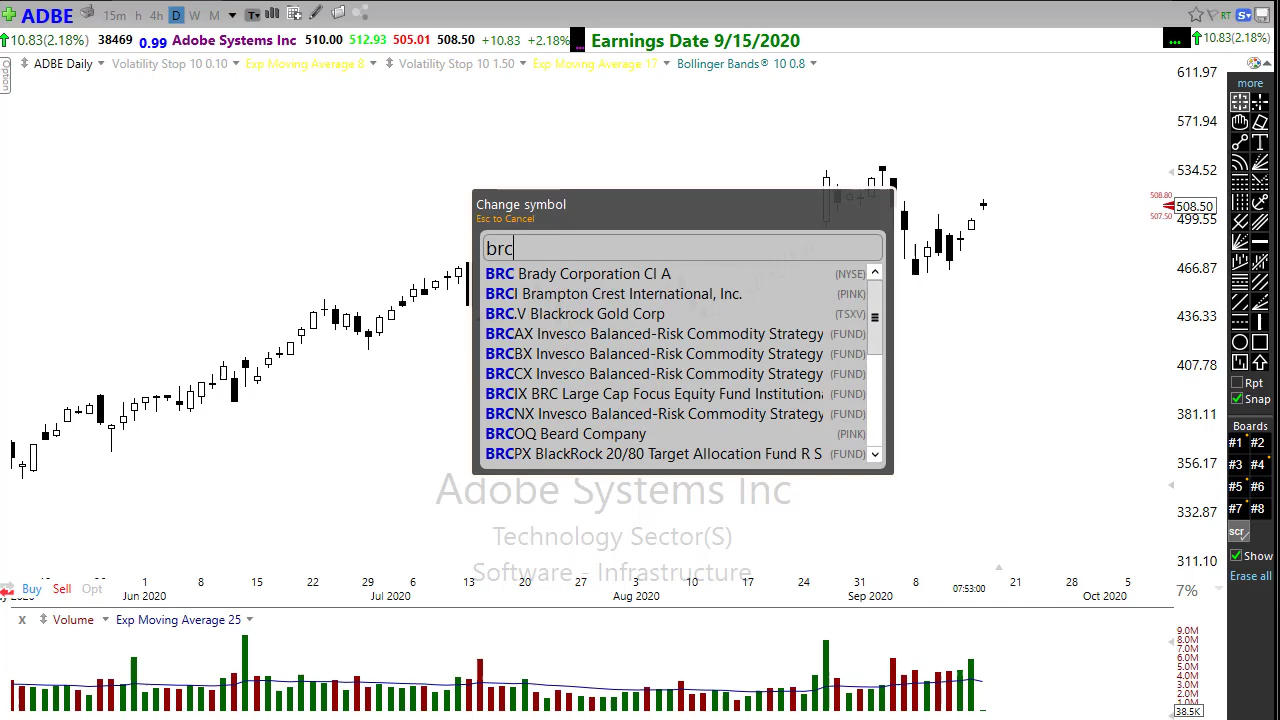 ADBE 15m h 4h D W M T RT S
10.83(2.18%) 38469 0.99 Adobe Systems Inc 510.00 512.93 505.01 508.50 +10.83 +2.18% ... Earnings Date 9/15/2020 ... 10.83(2.18%)
Option
ADBE Daily Volatility Stop 10 0.10 Exp Moving Average 8 Volatility Stop 10 1.50 Exp Moving Average 17 Bollinger Bands® 10 0.8
611.97
571.94
534.52
508.80
508.50
507.50
499.55
466.87
436.33
407.78
381.11
356.17
332.87
311.10
more
T
Rpt
Snap
Boards
#1 #2
#3 #4
#5 #6
#7 #8
scr
Show
Erase all
Change symbol
Esc to Cancel
brc
BRC Brady Corporation Cl A (NYSE)
BRCI Brampton Crest International, Inc. (PINK)
BRC.V Blackrock Gold Corp (TSXV)
BRCAX Invesco Balanced-Risk Commodity Strategy (FUND)
BRCBX Invesco Balanced-Risk Commodity Strategy (FUND)
BRCCX Invesco Balanced-Risk Commodity Strategy (FUND)
BRCIX BRC Large Cap Focus Equity Fund Institutiona (FUND)
BRCNX Invesco Balanced-Risk Commodity Strategy (FUND)
BRCOQ Beard Company (PINK)
BRCPX BlackRock 20/80 Target Allocation Fund R S (FUND)
Adobe Systems Inc
Technology Sector(S)
Software - Infrastructure
1 8 15 22 29 6 13 20 27 3 10 17 24 31 8 21 28 5
Buy Sell Opt
2020 Jun 2020 Jul 2020 Aug 2020 Sep 2020 07:53:00 Oct 2020
7%
X Volume Exp Moving Average 25
9.0M
8.0M
7.0M
6.0M
5.0M
4.0M
3.0M
2.0M
1.0M
38.5K